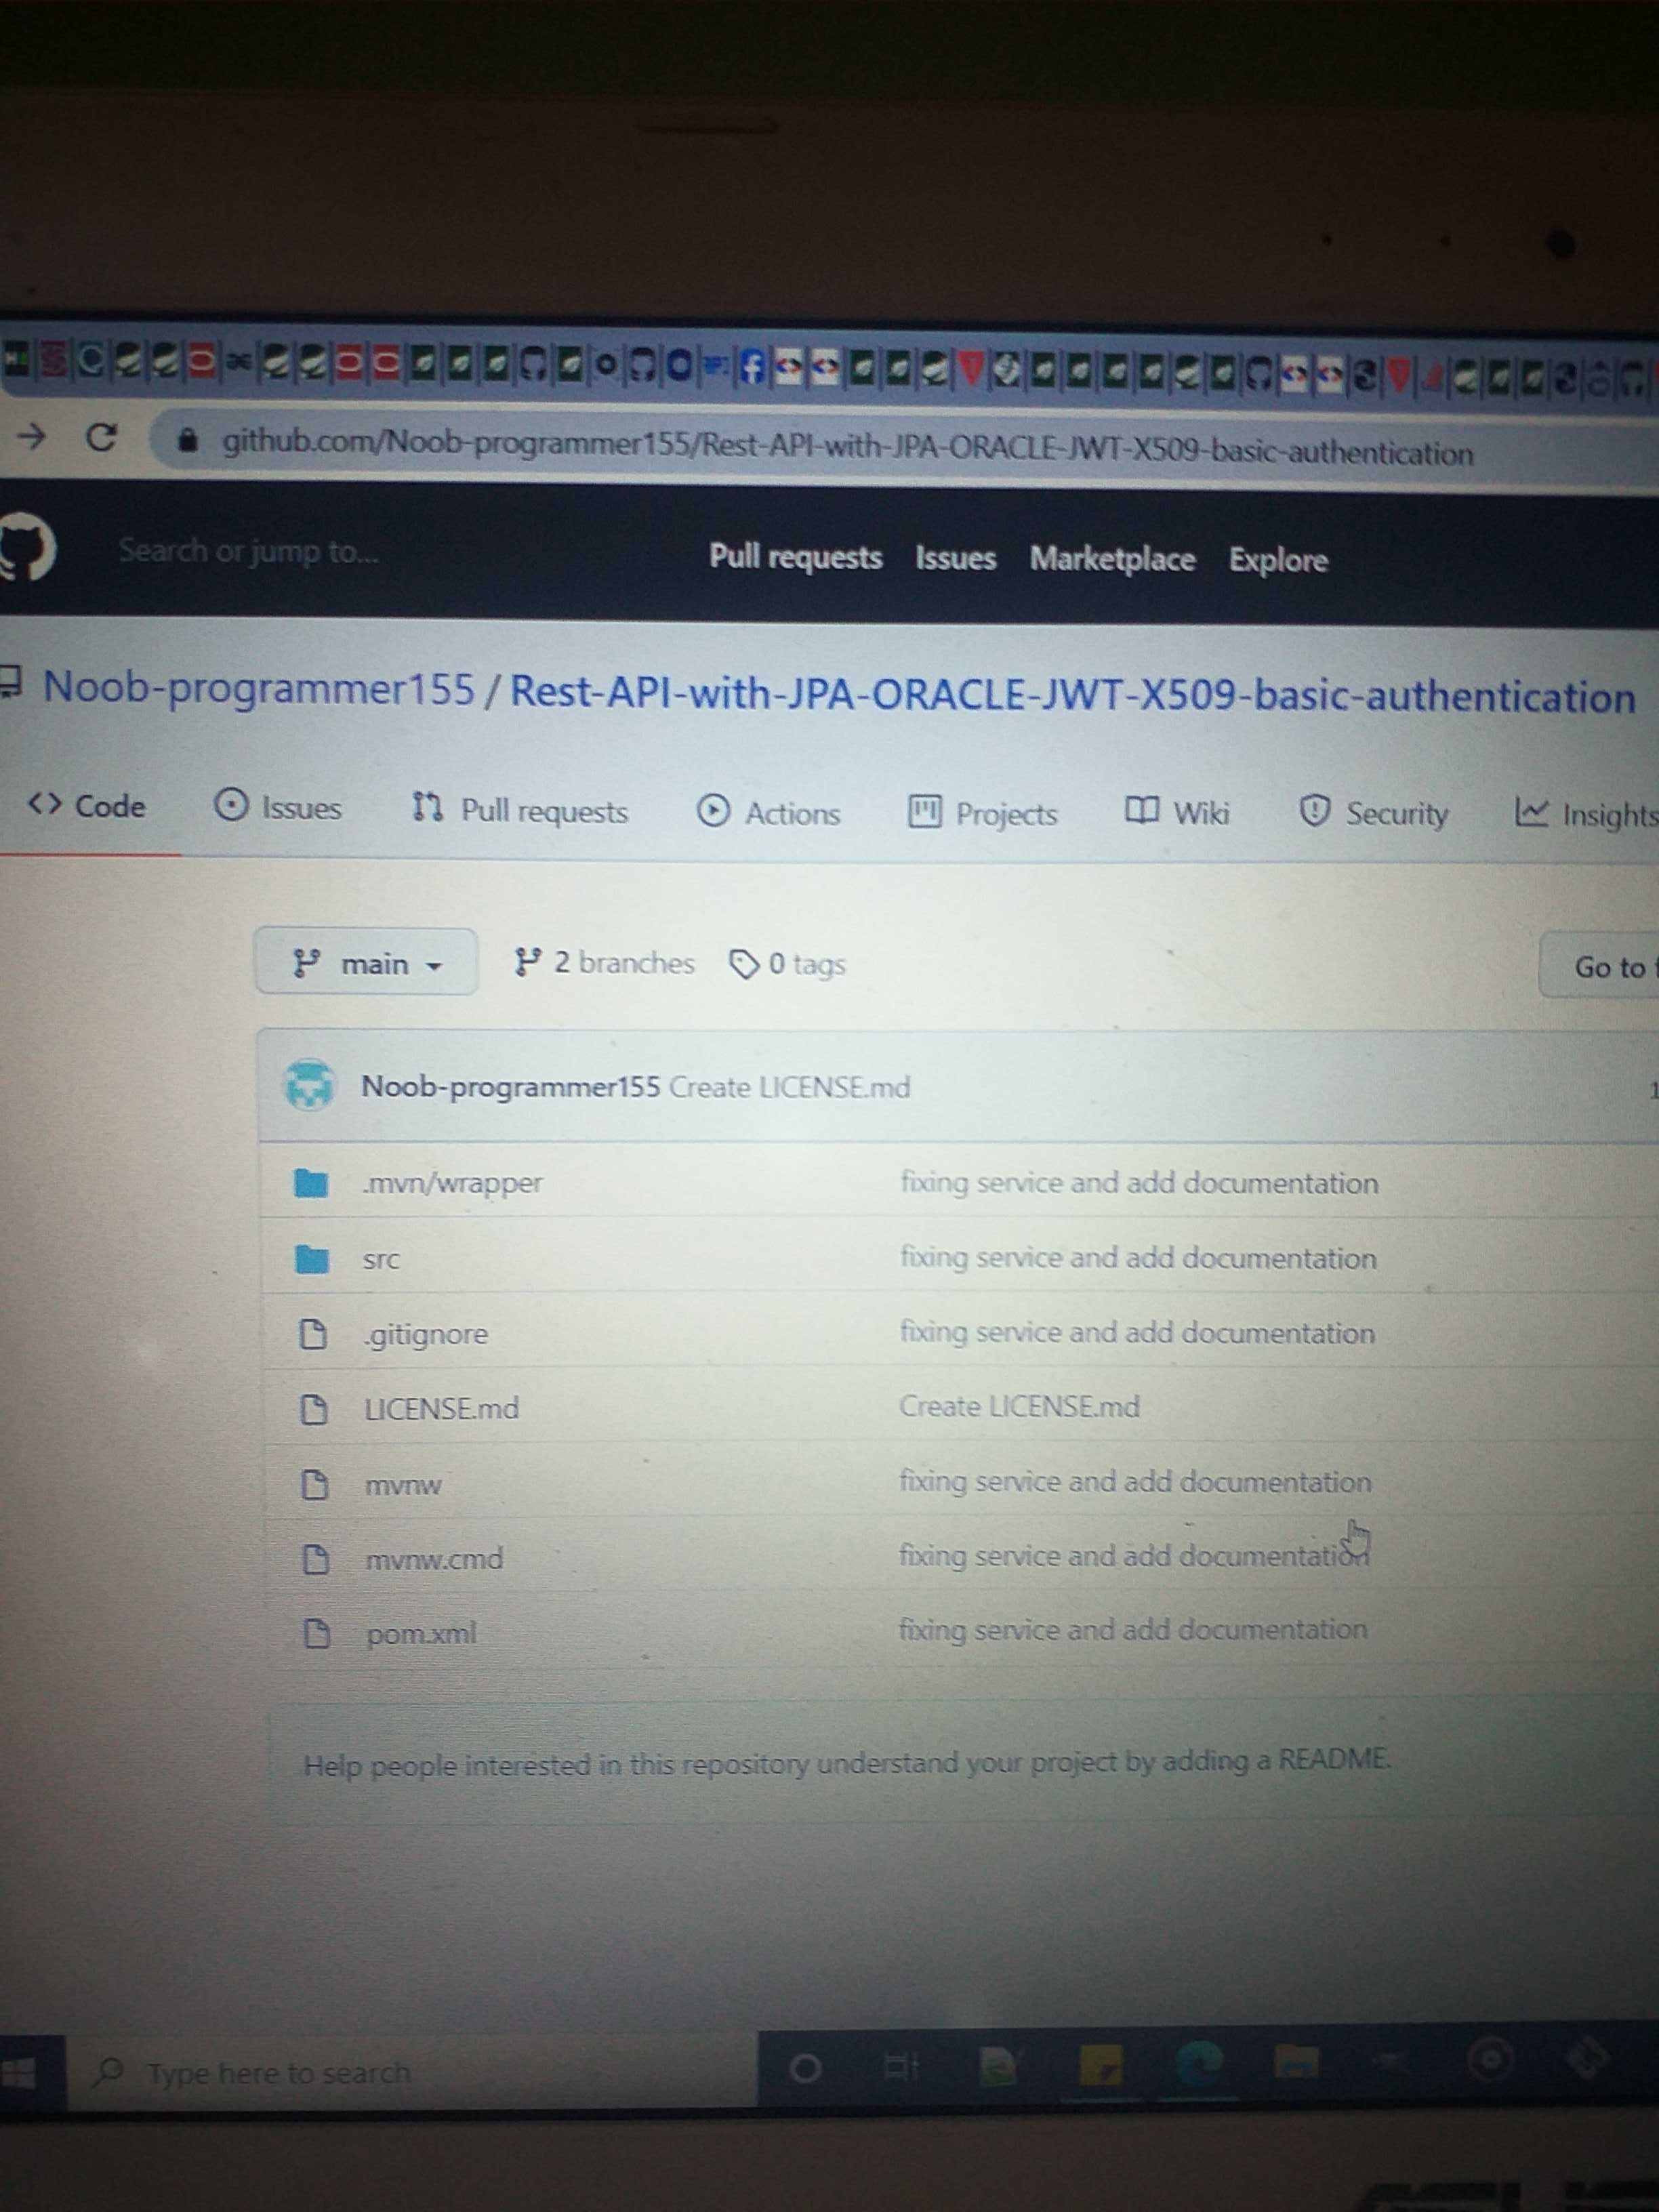 github.com/Noob-programmer155/Rest-API-with-JPA-ORACLE-JWT-X509-basic-authentication
Search or jump to...
Pull requests Issues Marketplace Explore
Noob-programmer155 / Rest-API-with-JPA-ORACLE-JWT-X509-basic-authentication
<> Code Issues Pull requests Actions Projects Wiki Security Insights
main 2 branches 0 tags Go to
Noob-programmer155 Create LICENSE.md
.mvn/wrapper fixing service and add documentation
src fixing service and add documentation
.gitignore fixing service and add documentation
LICENSE.md Create LICENSE.md
mvnw fixing service and add documentation
mvnw.cmd fixing service and add documentation
pom.xml fixing service and add documentation
Help people interested in this repository understand your project by adding a README.
Type here to search